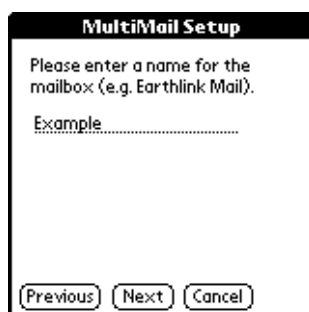 MultiMail Setup
Please enter a name for the
mailbox (e.g. Earthlink Mail).
Example
Previous Next Cancel